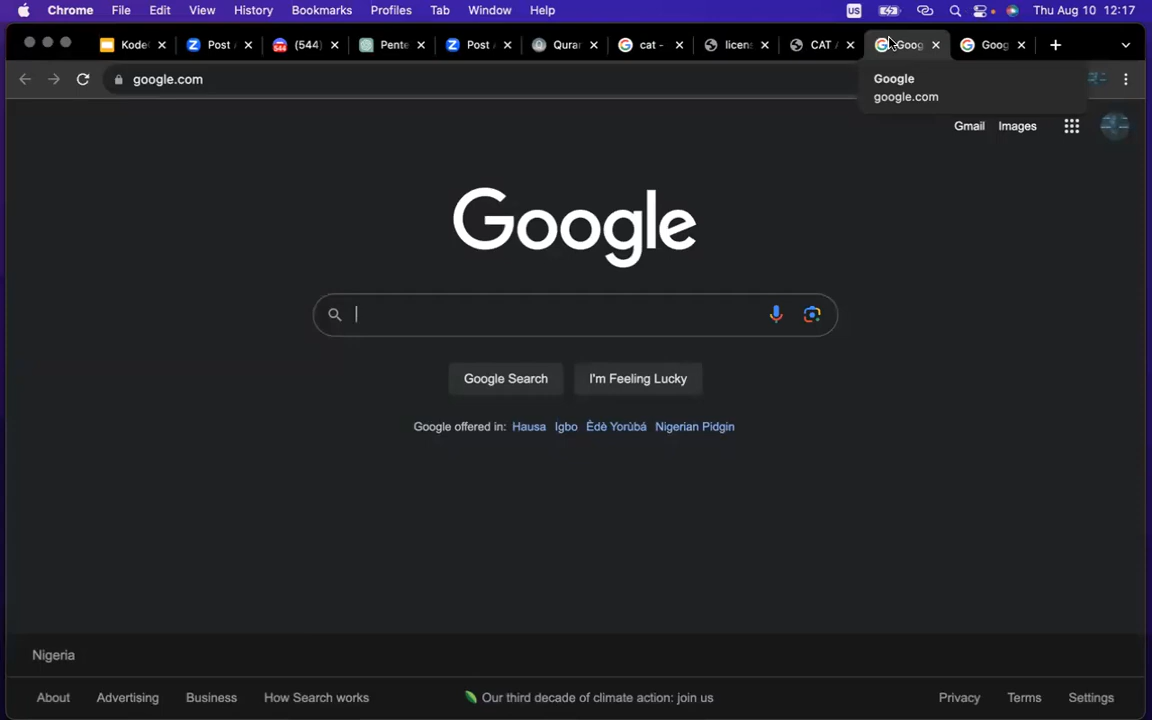 Chrome File Edit View History Bookmarks Profiles Tab Window Help US Thu Aug 10 12:17
Kode Post (544) Pente Post Quran cat - licen CAT Goog Goog
google.com
Google
google.com
Gmail Images
Google
Google Search I'm Feeling Lucky
Google offered in: Hausa Igbo Èdè Yorùbá Nigerian Pidgin
Nigeria
About Advertising Business How Search works Our third decade of climate action: join us Privacy Terms Settings